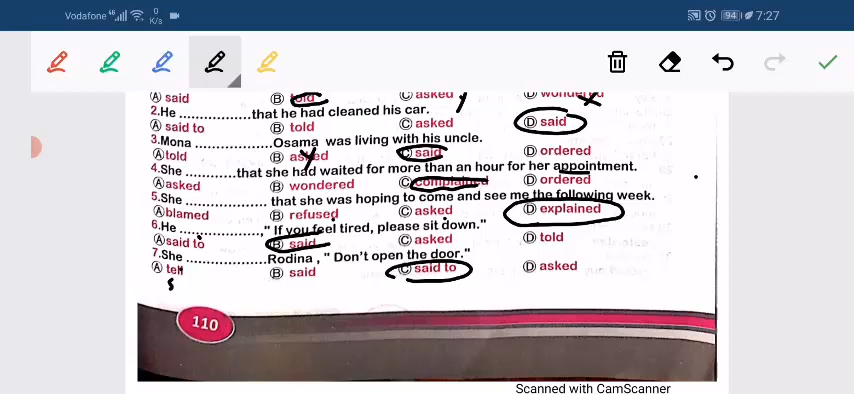 Vodafone 4G 0 K/s 94 7:27
A said B told C asked D wondered
2.He ..................that he had cleaned his car.
A said to B told C asked D said
3.Mona ..................Osama was living with his uncle.
A told B asked C said D ordered
4.She ............that she had waited for more than an hour for her appointment.
A asked B wondered C complained D ordered
5.She .................. that she was hoping to come and see me the following week.
A blamed B refused C asked D explained
6.He ..............," If you feel tired, please sit down."
A said to B said C asked D told
7.She ...................Rodina , " Don't open the door."
A tell B said C said to D asked
s
110
Scanned with CamScanner